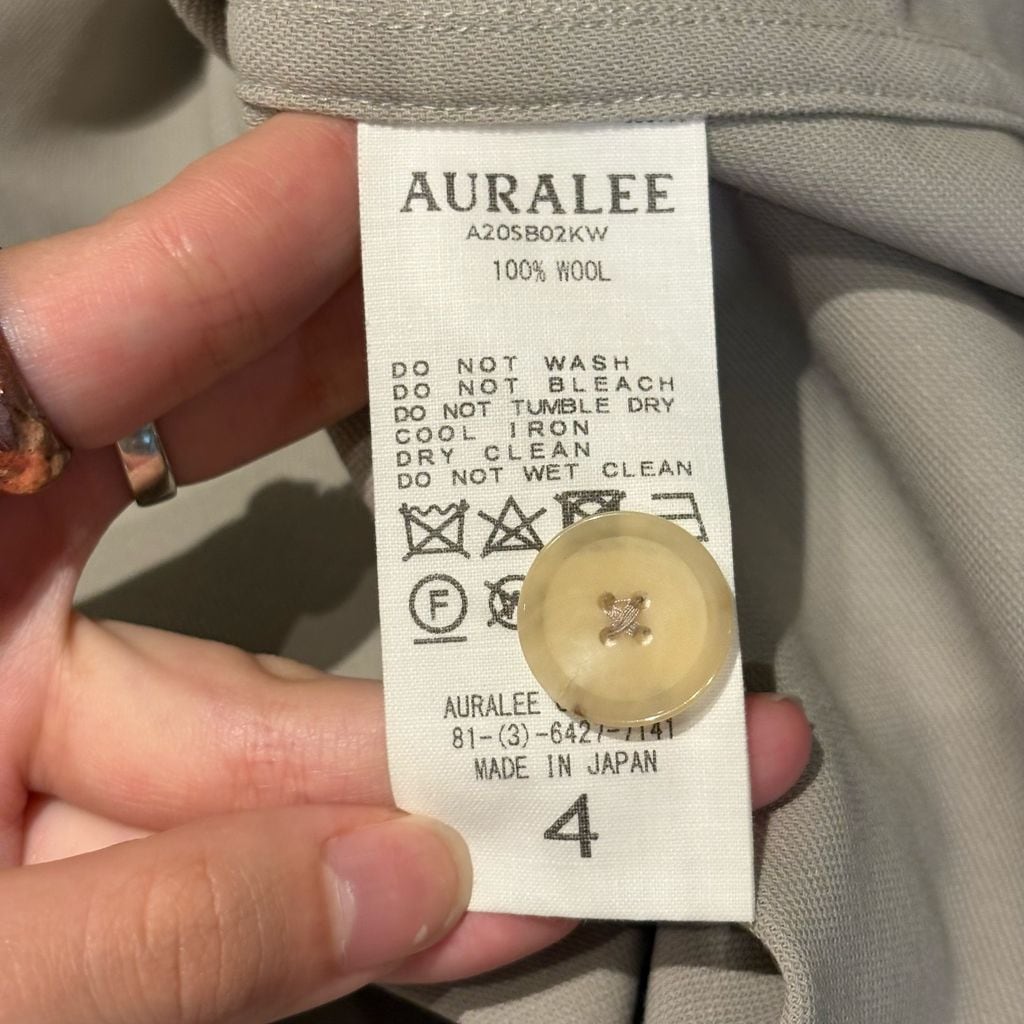 AURALEE
A20SB02KW
100% WOOL
DO NOT WASH
DO NOT BLEACH
DO NOT TUMBLE DRY
COOL IRON
DRY CLEAN
DO NOT WET CLEAN
F
AURALEE
81-(3)-6427-7141
MADE IN JAPAN
4